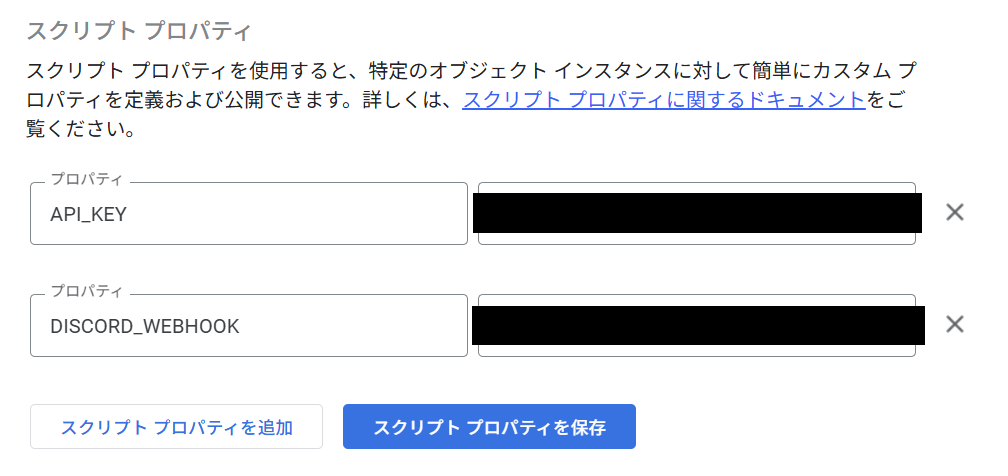 スクリプト プロパティ
スクリプト プロパティを使用すると、特定のオブジェクト インスタンスに対して簡単にカスタム プ
ロパティを定義および公開できます。詳しくは、スクリプト プロパティに関するドキュメントをご
覧ください。
プロパティ
API_KEY
プロパティ
DISCORD_WEBHOOK
スクリプト プロパティを追加
スクリプト プロパティを保存